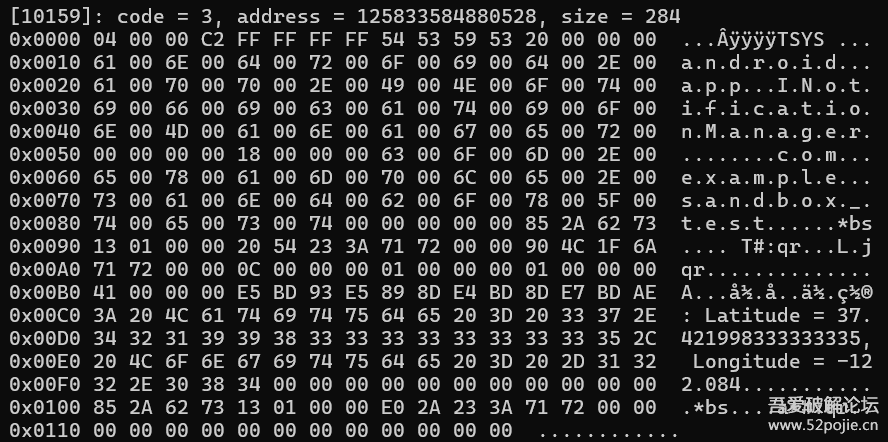 [10159]: code = 3, address = 125833584880528, size = 284
0x0000 04 00 00 C2 FF FF FF FF 54 53 59 53 20 00 00 00 ...ÂÿÿÿÿTSYS ...
0x0010 61 00 6E 00 64 00 72 00 6F 00 69 00 64 00 2E 00 a.n.d.r.o.i.d...
0x0020 61 00 70 00 70 00 2E 00 49 00 4E 00 6F 00 74 00 a.p.p...I.N.o.t.
0x0030 69 00 66 00 69 00 63 00 61 00 74 00 69 00 6F 00 i.f.i.c.a.t.i.o.
0x0040 6E 00 4D 00 61 00 6E 00 61 00 67 00 65 00 72 00 n.M.a.n.a.g.e.r.
0x0050 00 00 00 00 18 00 00 00 63 00 6F 00 6D 00 2E 00 ........c.o.m...
0x0060 65 00 78 00 61 00 6D 00 70 00 6C 00 65 00 2E 00 e.x.a.m.p.l.e...
0x0070 73 00 61 00 6E 00 64 00 62 00 6F 00 78 00 5F 00 s.a.n.d.b.o.x._.
0x0080 74 00 65 00 73 00 74 00 00 00 00 00 85 2A 62 73 t.e.s.t......*bs
0x0090 13 01 00 00 20 54 23 3A 71 72 00 00 90 4C 1F 6A .... T#:qr...L.j
0x00A0 71 72 00 00 0C 00 00 00 01 00 00 00 01 00 00 00 qr..............
0x00B0 41 00 00 00 E5 BD 93 E5 89 8D E4 BD 8D E7 BD AE A...å½.å..ä½.ç½®
0x00C0 3A 20 4C 61 74 69 74 75 64 65 20 3D 20 33 37 2E : Latitude = 37.
0x00D0 34 32 31 39 39 38 33 33 33 33 33 33 33 33 35 2C 421998333333335,
0x00E0 20 4C 6F 6E 67 69 74 75 64 65 20 3D 20 2D 31 32 Longitude = -12
0x00F0 32 2E 30 38 34 00 00 00 00 00 00 00 00 00 00 00 2.084...........
0x0100 85 2A 62 73 13 01 00 00 E0 2A 23 3A 71 72 00 00 .*bs....à*#:qr..
0x0110 00 00 00 00 00 00 00 00 00 00 00 00 ............
吾爱破解论坛
www.52pojie.cn